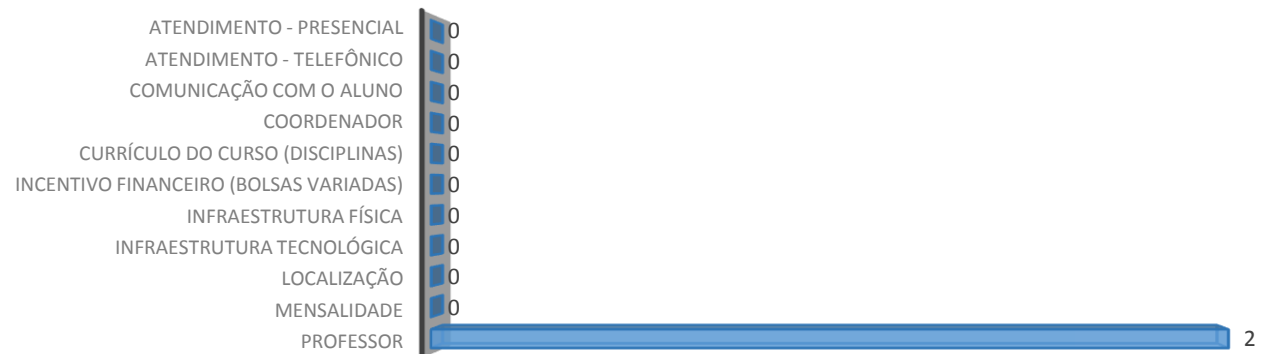 ATENDIMENTO - PRESENCIAL 0
ATENDIMENTO - TELEFÔNICO 0
COMUNICAÇÃO COM O ALUNO 0
COORDENADOR 0
CURRÍCULO DO CURSO (DISCIPLINAS) 0
INCENTIVO FINANCEIRO (BOLSAS VARIADAS) 0
INFRAESTRUTURA FÍSICA 0
INFRAESTRUTURA TECNOLÓGICA 0
LOCALIZAÇÃO 0
MENSALIDADE 0
PROFESSOR 2